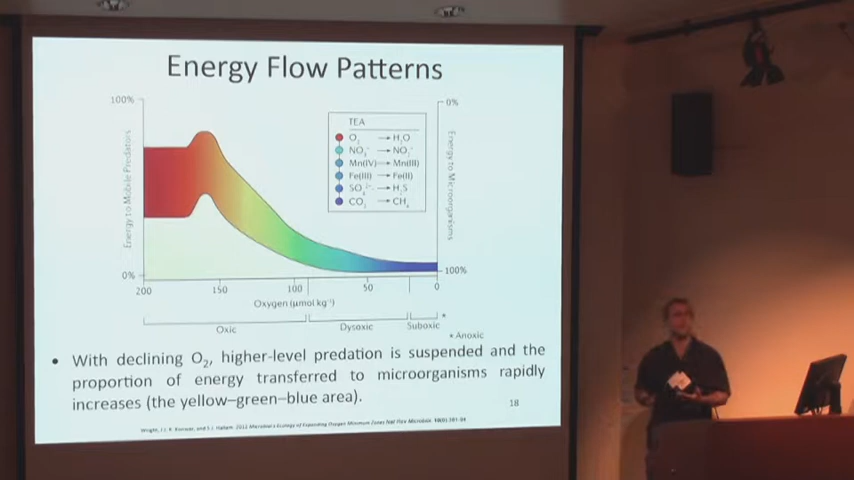 Energy Flow Patterns
100%
0%
TEA
O₂ → H₂O
NO₃⁻ → NO₂⁻
Mn(IV) → Mn(III)
Fe(III) → Fe(II)
SO₄²⁻ → H₂S
CO₂ → CH₄
Energy to Mobile Predators
Energy to Microorganisms
0%
100%
200
150
100
50
0
Oxygen (µmol kg⁻¹)
Oxic
Dysoxic
Suboxic
*
* Anoxic
• With declining O₂, higher-level predation is suspended and the
proportion of energy transferred to microorganisms rapidly
increases (the yellow–green–blue area).
18